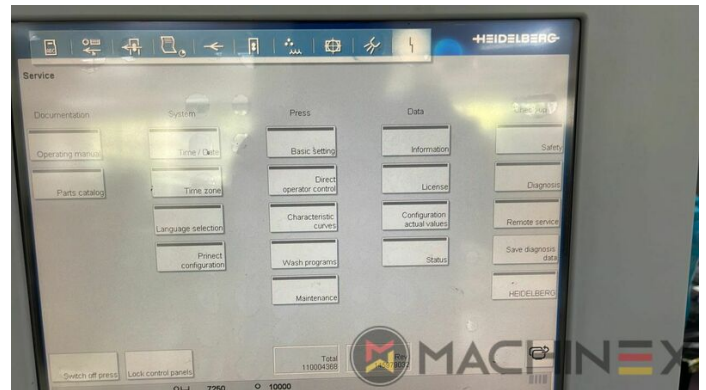 HEIDELBERG
Service
Documentation
System
Press
Data
Operating manual
Time / Date
Basic setting
Information
Safety
Parts catalog
Time zone
Direct
operator control
License
Diagnosis
Language selection
Characteristic
curves
Configuration
actual values
Remote service
Prinect
configuration
Wash programs
Status
Save diagnosis
data
Maintenance
HEIDELBERG
Switch off press
Lock control panels
Total
110004369
Rev
MACHINEX
7250
10000